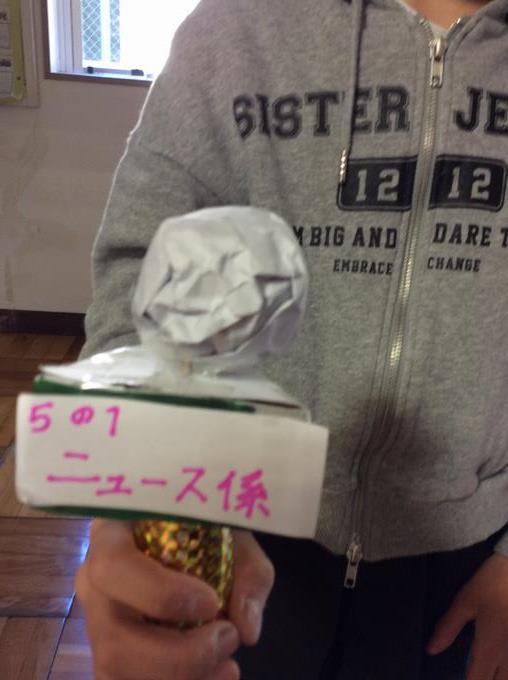 SISTER JE
12 12
M BIG AND DARE T
EMBRACE CHANGE
5の1
ニュース係